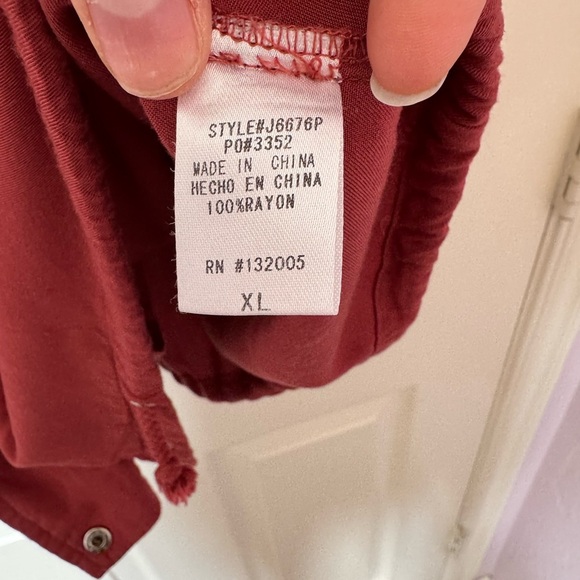 STYLE#J6676P
PO#3352
MADE IN CHINA
HECHO EN CHINA
100%RAYON
RN #132005
XL